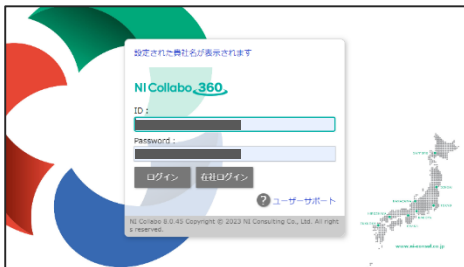 設定された貴社名が表示されます
NI Collabo 360
ID :
Password :
ログイン 在社ログイン
? ユーザーサポート
NI Collabo 8.0.45 Copyright © 2023 NI Consulting Co., Ltd. All right
s reserved.